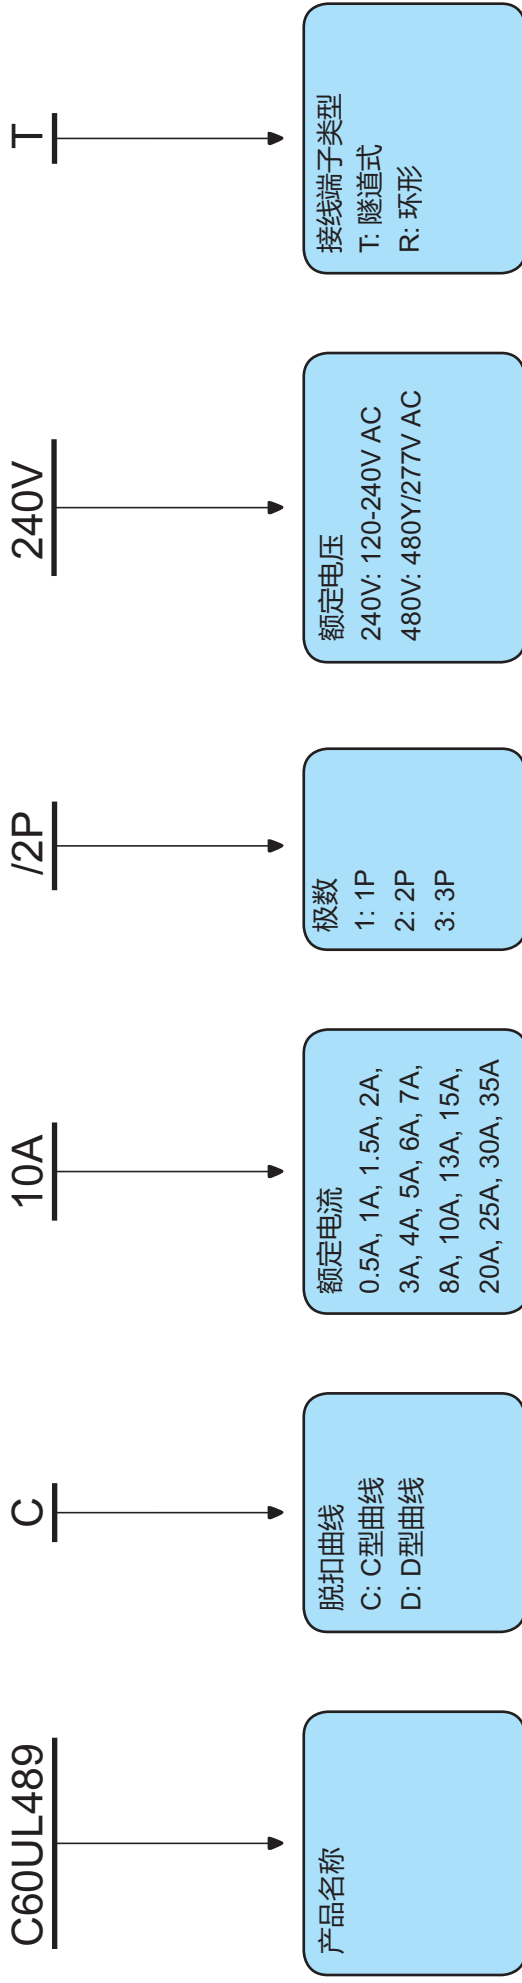 C60UL489
C
10A
/2P
240V
T
产品名称
脱扣曲线
C: C型曲线
D: D型曲线
额定电流
0.5A, 1A, 1.5A, 2A,
3A, 4A, 5A, 6A, 7A,
8A, 10A, 13A, 15A,
20A, 25A, 30A, 35A
极数
1: 1P
2: 2P
3: 3P
额定电压
240V: 120-240V AC
480V: 480Y/277V AC
接线端子类型
T: 隧道式
R: 环形